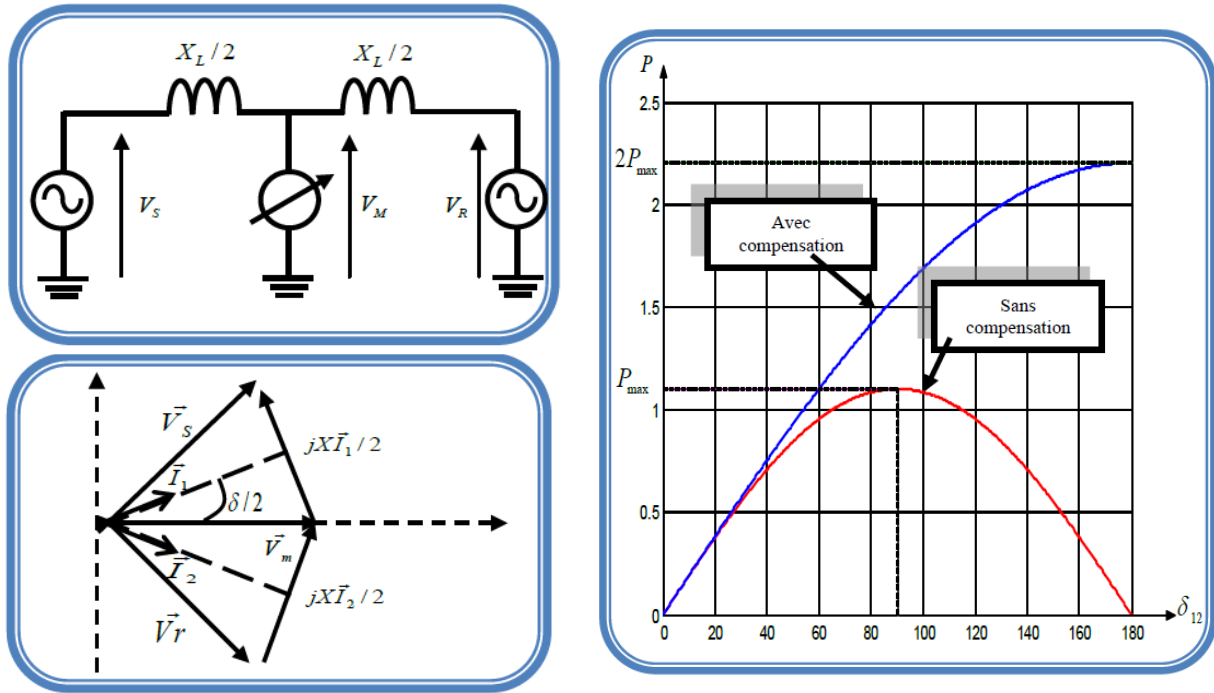 X_L / 2
X_L / 2
V_S
V_M
V_R
V⃗_S
jXI⃗_1 / 2
I⃗_1
δ/2
V⃗_m
I⃗_2
jXI⃗_2 / 2
V⃗r
P
2.5
2P_max
2
Avec
compensation
1.5
Sans
compensation
P_max
1
0.5
0
0 20 40 60 80 100 120 140 160 180
δ_12